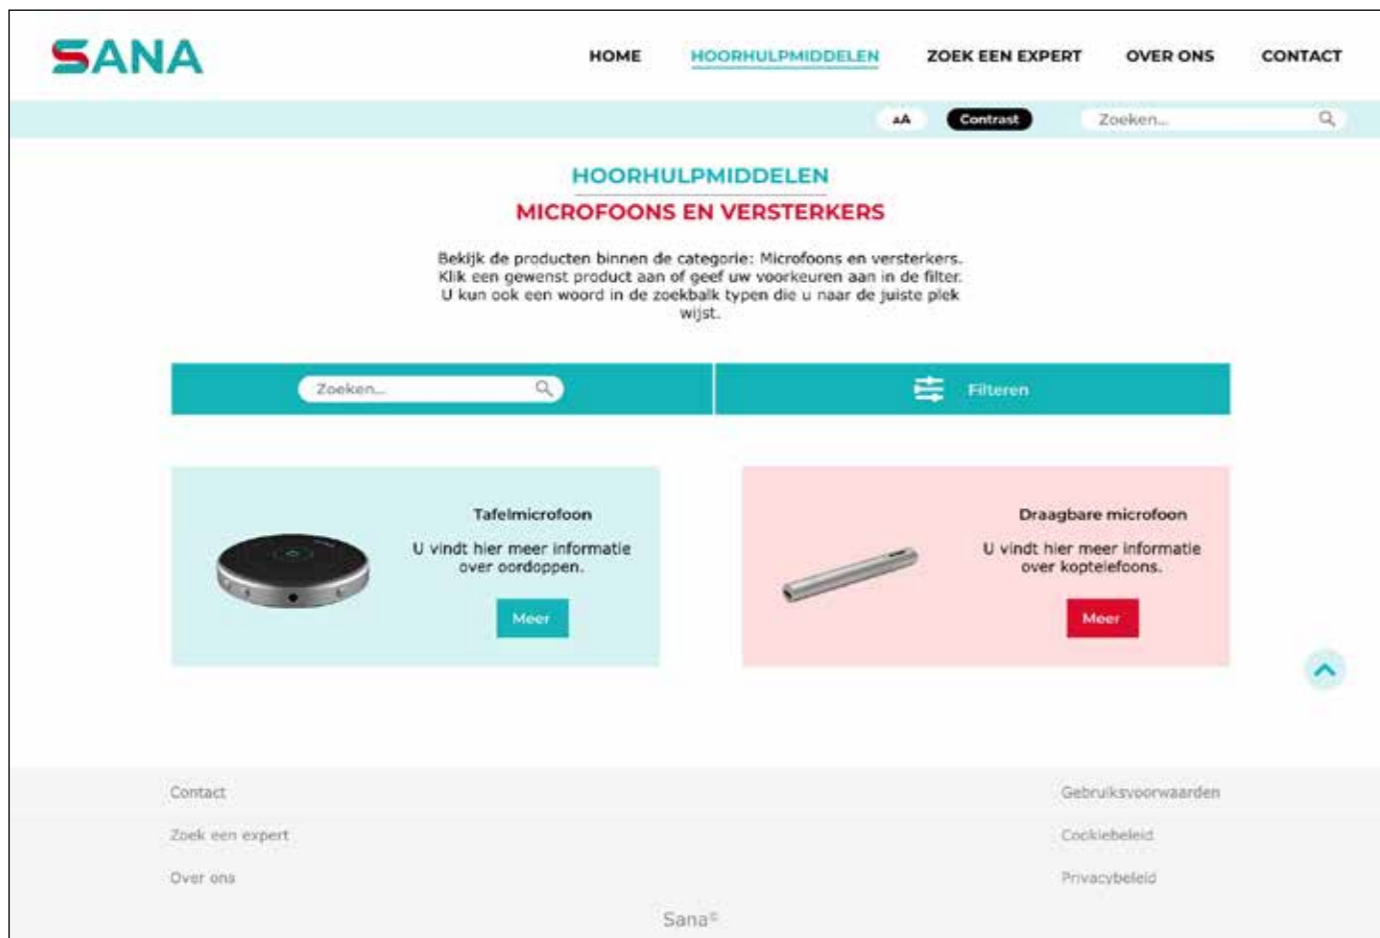 SANA
HOME HOORHULPMIDDELEN ZOEK EEN EXPERT OVER ONS CONTACT
AA Contrast Zoeken...
HOORHULPMIDDELEN
MICROFOONS EN VERSTERKERS
Bekijk de producten binnen de categorie: Microfoons en versterkers.
Klik een gewenst product aan of geef uw voorkeuren aan in de filter.
U kun ook een woord in de zoekbalk typen die u naar de juiste plek
wijst.
Zoeken... Filteren
Tafelmicrofoon
U vindt hier meer informatie
over oordoppen.
Meer
Draagbare microfoon
U vindt hier meer informatie
over koptelefoons.
Meer
Contact
Zoek een expert
Over ons
Gebruiksvoorwaarden
Cookiebeleid
Privacybeleid
Sana©